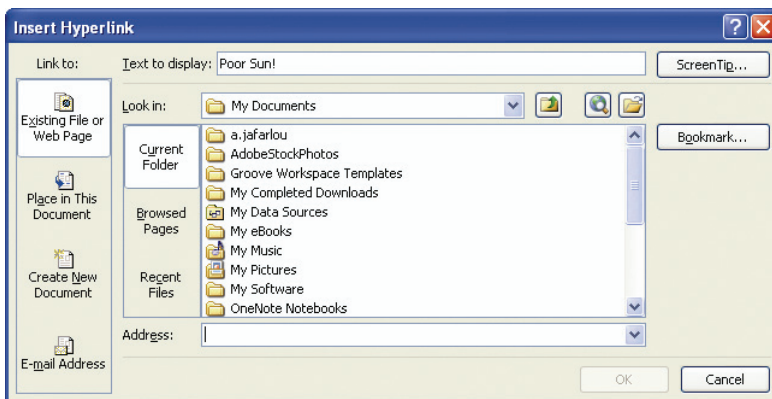 Insert Hyperlink
Link to:
Text to display: Poor Sun!
ScreenTip...
Existing File or
Web Page
Look in: My Documents
Bookmark...
Current
Folder
a.jafarlou
AdobeStockPhotos
Groove Workspace Templates
My Completed Downloads
Place in This
Document
Browsed
Pages
My Data Sources
My eBooks
My Music
My Pictures
Create New
Document
Recent
Files
My Software
OneNote Notebooks
E-mail Address
Address:
OK
Cancel